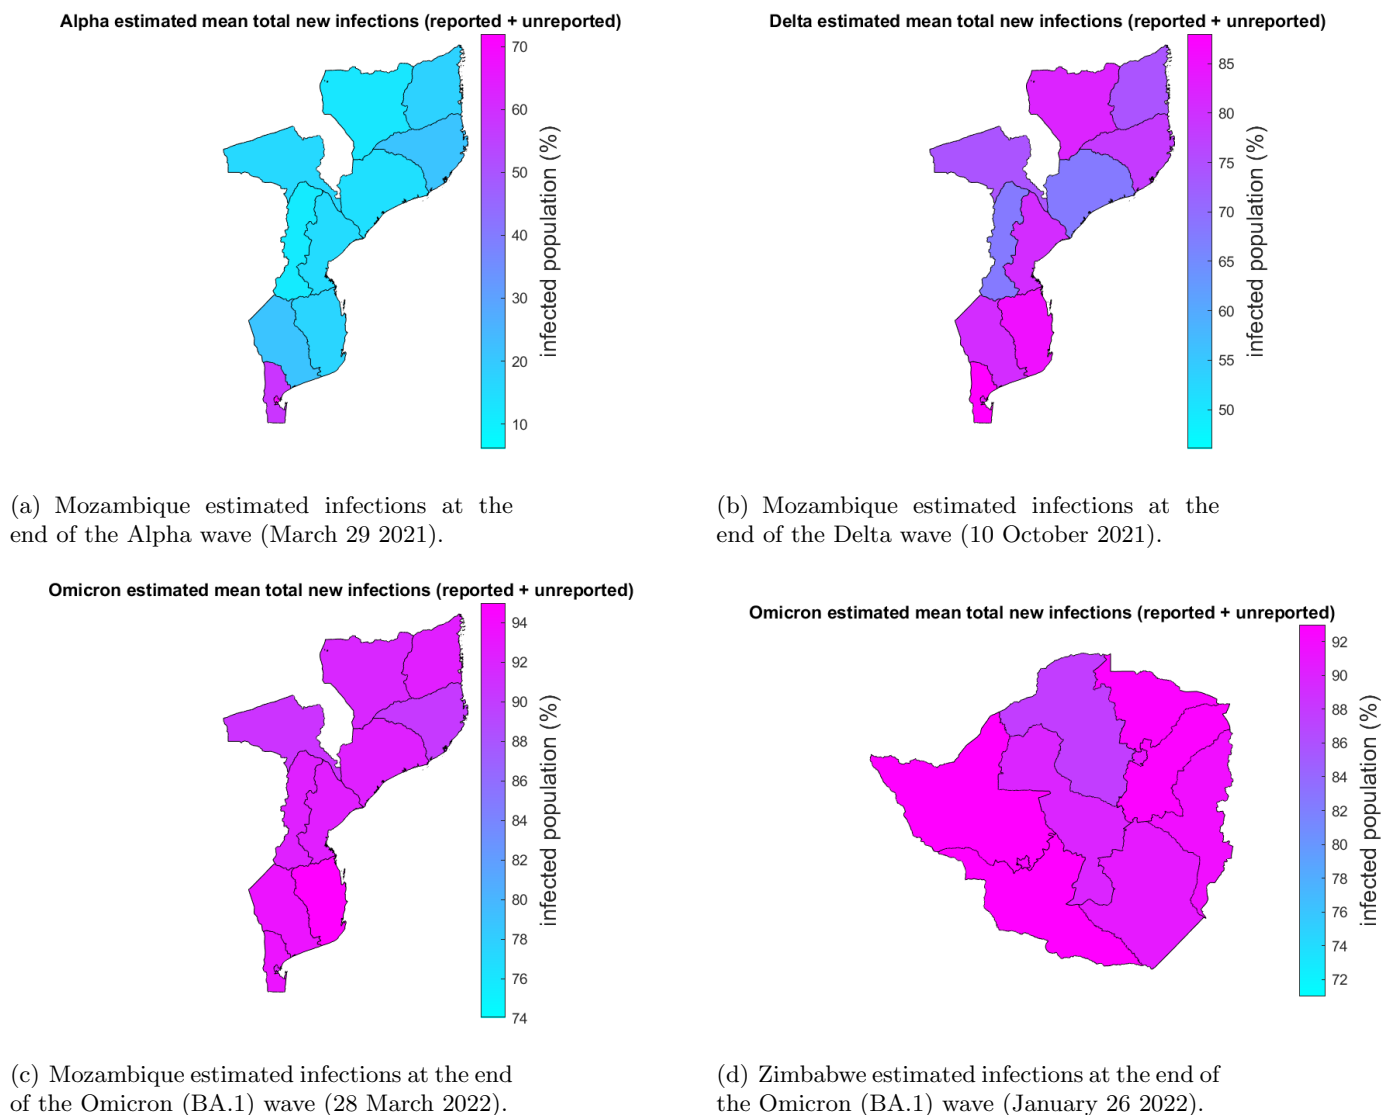 Alpha estimated mean total new infections (reported + unreported)
70
60
50
40
30
20
10
infected population (%)
(a) Mozambique estimated infections at the
end of the Alpha wave (March 29 2021).
Delta estimated mean total new infections (reported + unreported)
85
80
75
70
65
60
55
50
infected population (%)
(b) Mozambique estimated infections at the
end of the Delta wave (10 October 2021).
Omicron estimated mean total new infections (reported + unreported)
94
92
90
88
86
84
82
80
78
76
74
infected population (%)
(c) Mozambique estimated infections at the end
of the Omicron (BA.1) wave (28 March 2022).
Omicron estimated mean total new infections (reported + unreported)
92
90
88
86
84
82
80
78
76
74
72
infected population (%)
(d) Zimbabwe estimated infections at the end of
the Omicron (BA.1) wave (January 26 2022).